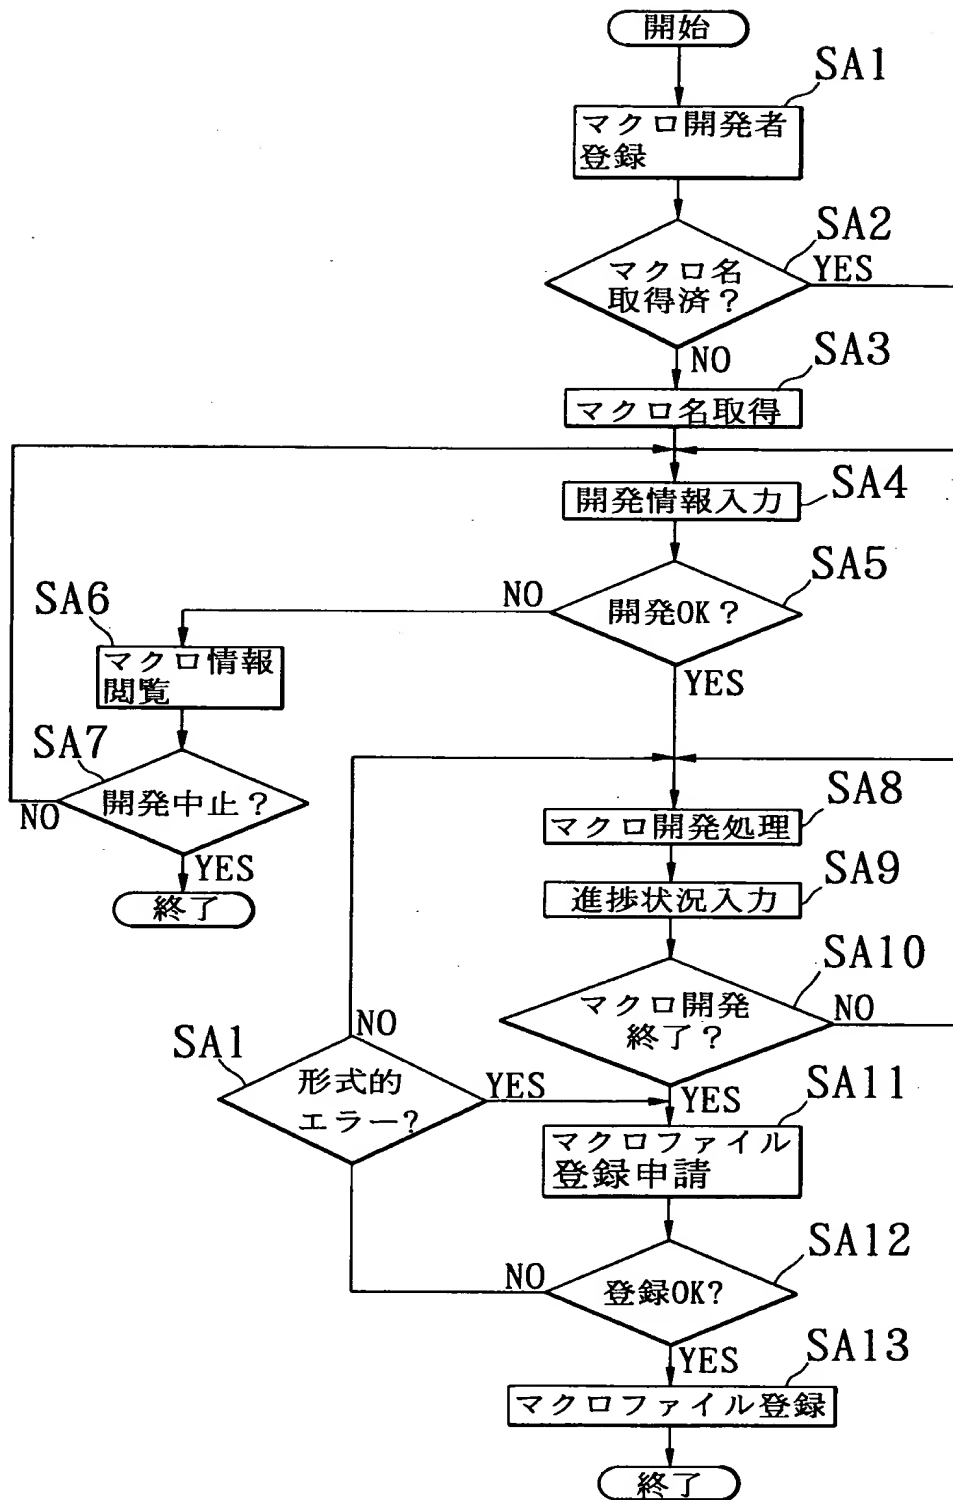 開始
SA1
マクロ開発者
登録
SA2
マクロ名
取得済？
YES
NO
SA3
マクロ名取得
SA4
開発情報入力
SA5
開発OK？
NO
YES
SA6
マクロ情報
閲覧
SA7
開発中止？
NO
YES
終了
SA8
マクロ開発処理
SA9
進捗状況入力
SA10
マクロ開発
終了？
NO
YES
SA1
形式的
エラー?
NO
YES
SA11
マクロファイル
登録申請
SA12
登録OK?
NO
YES
SA13
マクロファイル登録
終了